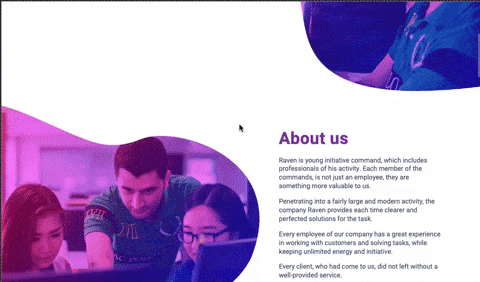 About us
Raven is young initiative command, which includes
professionals of his activity. Each member of the
commands, is not just an employee, they are
something more valuable to us.
Penetrating into a fairly large and modern activity, the
company Raven provides each time clearer and
perfected solutions for the task.
Every employee of our company has a great experience
in working with customers and solving tasks, while
keeping unlimited energy and initiative.
Every client, who had come to us, did not left without a
well-provided service.